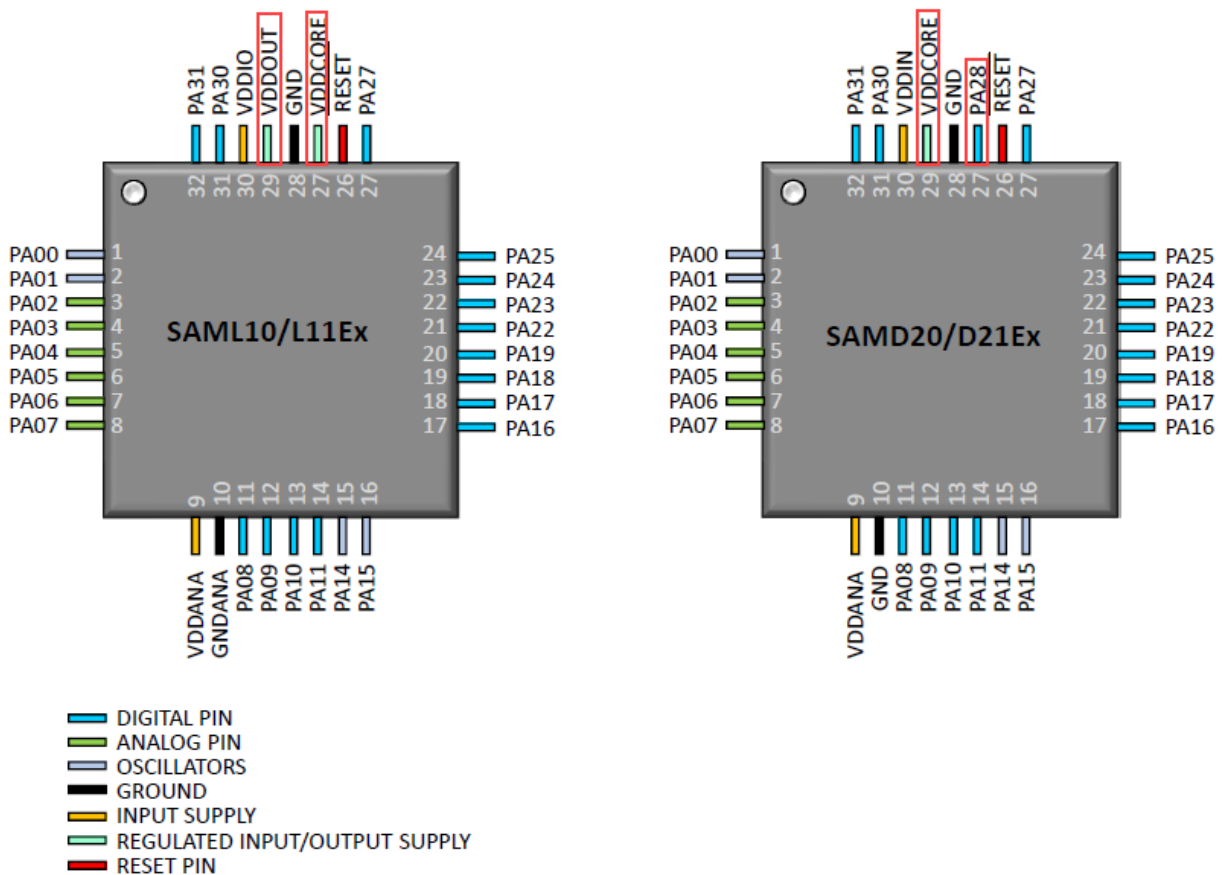 PA31
PA30
VDDIO
VDDOUT
GND
VDDCORE
RESET
PA27
32
31
30
29
28
27
26
27
PA00 1
PA01 2
PA02 3
PA03 4
PA04 5
PA05 6
PA06 7
PA07 8
SAML10/L11Ex
24 PA25
23 PA24
22 PA23
21 PA22
20 PA19
19 PA18
18 PA17
17 PA16
9
10
11
12
13
14
15
16
VDDANA
GNDANA
PA08
PA09
PA10
PA11
PA14
PA15
PA31
PA30
VDDIN
VDDCORE
GND
PA28
RESET
PA27
32
31
30
29
28
27
26
27
PA00 1
PA01 2
PA02 3
PA03 4
PA04 5
PA05 6
PA06 7
PA07 8
SAMD20/D21Ex
24 PA25
23 PA24
22 PA23
21 PA22
20 PA19
19 PA18
18 PA17
17 PA16
9
10
11
12
13
14
15
16
VDDANA
GND
PA08
PA09
PA10
PA11
PA14
PA15
DIGITAL PIN
ANALOG PIN
OSCILLATORS
GROUND
INPUT SUPPLY
REGULATED INPUT/OUTPUT SUPPLY
RESET PIN